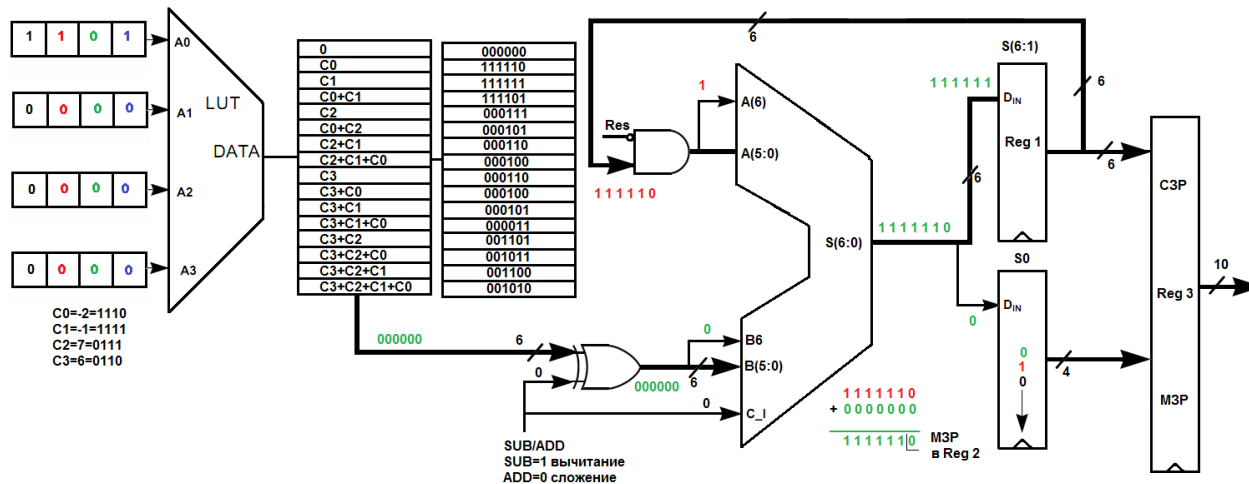 1 1 0 1
0 0 0 0
0 0 0 0
0 0 0 0
A0
A1
A2
A3
LUT
DATA
C0=-2=1110
C1=-1=1111
C2=7=0111
C3=6=0110
0
C0
C1
C0+C1
C2
C0+C2
C2+C1
C2+C1+C0
C3
C3+C0
C3+C1
C3+C1+C0
C3+C2
C3+C2+C0
C3+C2+C1
C3+C2+C1+C0
000000
111110
111111
111101
000111
000101
000110
000100
000110
000100
000101
000011
001101
001011
001100
001010
000000
6
0
000000
6
0
0
SUB/ADD
SUB=1 вычитание
ADD=0 сложение
6
Res
1
1 1 1 1 1 0
A(6)
A(5:0)
S(6:0)
B6
B(5:0)
C_I
1 1 1 1 1 1 0
1 1 1 1 1 1 0
+ 0 0 0 0 0 0 0
1 1 1 1 1 1 0
МЗР
в Reg 2
S(6:1)
1 1 1 1 1 1
DIN
Reg 1
6
6
6
S0
0
DIN
0
1
0
4
СЗР
Reg 3
МЗР
10